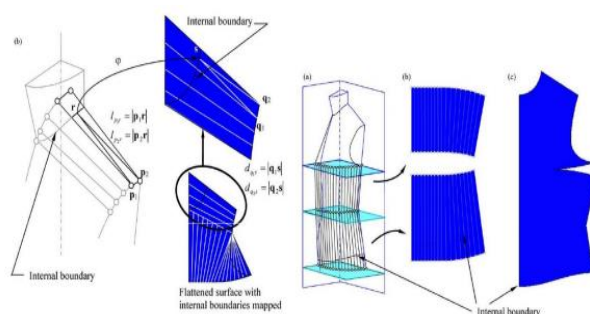 Internal boundary
(b)
φ
s
r
l_{p₁r} = |p₁r|
l_{p₂r} = |p₂r|
q₂
q₁
p₂
p₁
d_{q₁s} = |q₁s|
d_{q₂s} = |q₂s|
Internal boundary
Flattened surface with
internal boundaries mapped
(a)
(b)
(c)
Internal boundary